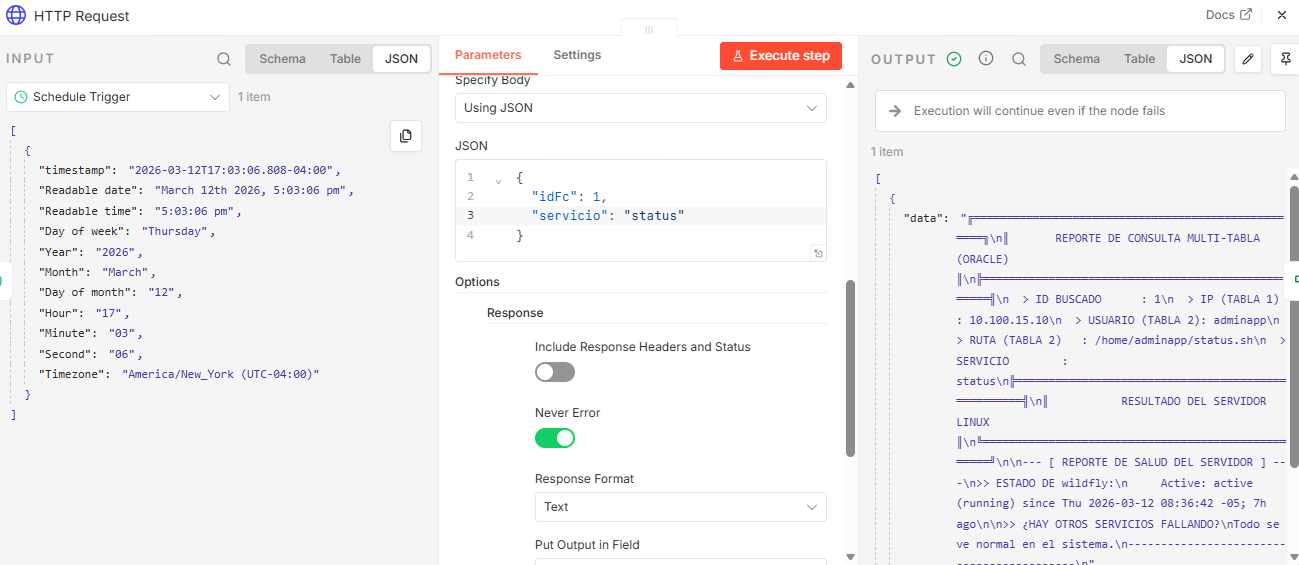 HTTP Request
Docs
INPUT
Schema Table JSON
Schedule Trigger
1 item
[
{
"timestamp": "2026-03-12T17:03:06.808-04:00",
"Readable date": "March 12th 2026, 5:03:06 pm",
"Readable time": "5:03:06 pm",
"Day of week": "Thursday",
"Year": "2026",
"Month": "March",
"Day of month": "12",
"Hour": "17",
"Minute": "03",
"Second": "06",
"Timezone": "America/New_York (UTC-04:00)"
}
]
Parameters
Settings
Execute step
Specify Body
Using JSON
JSON
1 {
2 "idFc": 1,
3 "servicio": "status"
4 }
Options
Response
Include Response Headers and Status
Never Error
Response Format
Text
Put Output in Field
OUTPUT
Schema Table JSON
Execution will continue even if the node fails
1 item
[
{
"data": "╔═══════════════════════════════════════════════
════╗\n║ REPORTE DE CONSULTA MULTI-TABLA
(ORACLE)
║\n╠═══════════════════════════════════════════════
═════╣\n > ID BUSCADO : 1\n > IP (TABLA 1)
: 10.100.15.10\n > USUARIO (TABLA 2): adminapp\n
> RUTA (TABLA 2) : /home/adminapp/status.sh\n >
SERVICIO :
status\n╠══════════════════════════════════════════
══════════╣\n║ RESULTADO DEL SERVIDOR
LINUX
║\n╚═══════════════════════════════════════════════
═════╝\n\n--- [ REPORTE DE SALUD DEL SERVIDOR ] --
-\n>> ESTADO DE wildfly:\n Active: active
(running) since Thu 2026-03-12 08:36:42 -05; 7h
ago\n\n>> ¿HAY OTROS SERVICIOS FALLANDO?\nTodo se
ve normal en el sistema.\n------------------------
------------------\n"